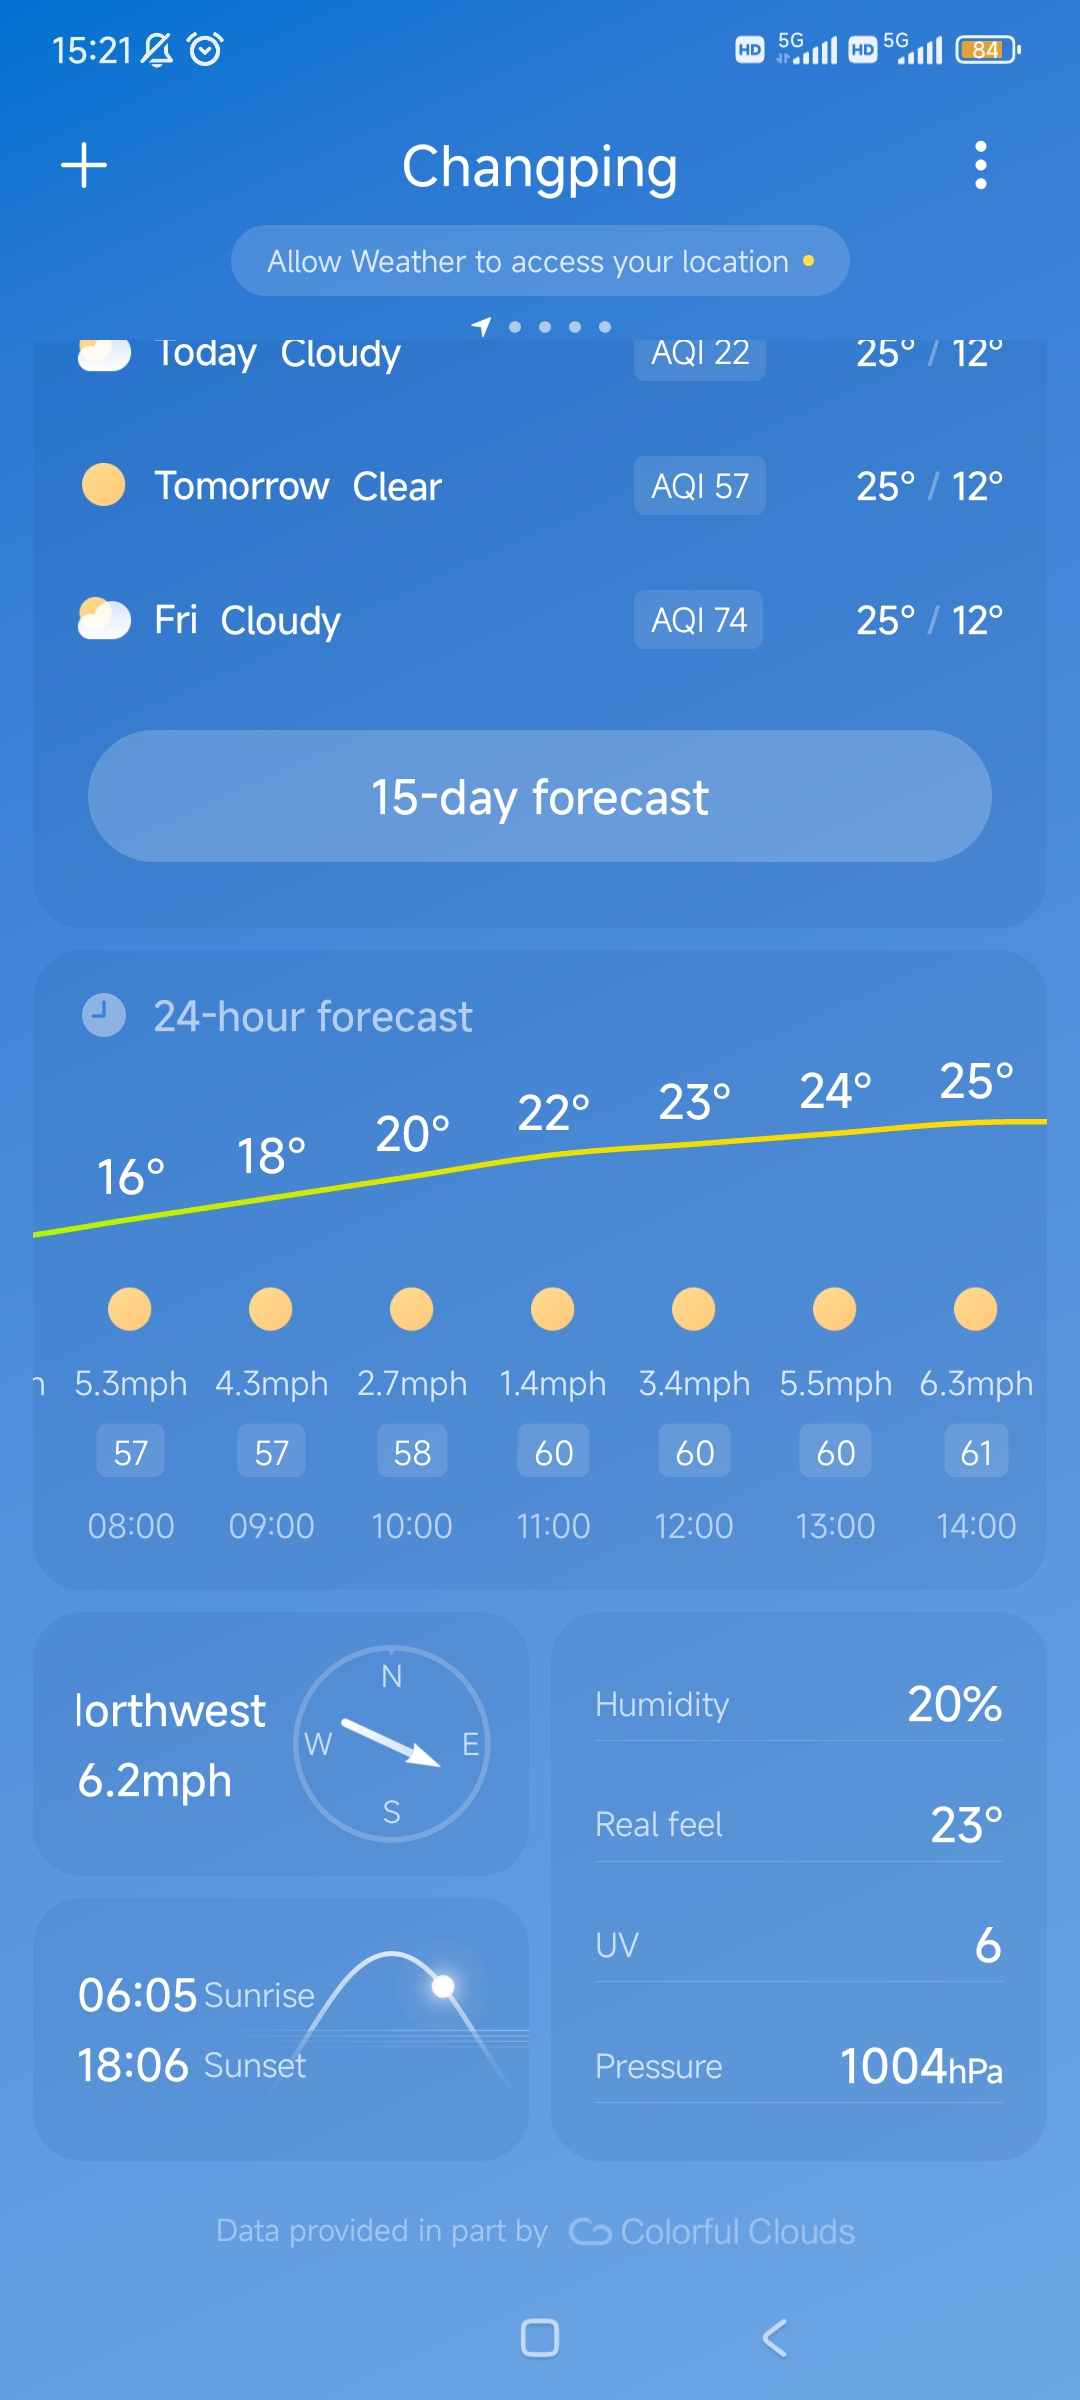 15:21 HD 5G HD 5G 84
Changping
Allow Weather to access your location
Today Cloudy AQI 22 25° / 12°
Tomorrow Clear AQI 57 25° / 12°
Fri Cloudy AQI 74 25° / 12°
15-day forecast
24-hour forecast
16° 18° 20° 22° 23° 24° 25°
5.3mph 4.3mph 2.7mph 1.4mph 3.4mph 5.5mph 6.3mph
57 57 58 60 60 60 61
08:00 09:00 10:00 11:00 12:00 13:00 14:00
orthwest
6.2mph
N
W E
S
06:05 Sunrise
18:06 Sunset
Humidity 20%
Real feel 23°
UV 6
Pressure 1004hPa
Data provided in part by Colorful Clouds